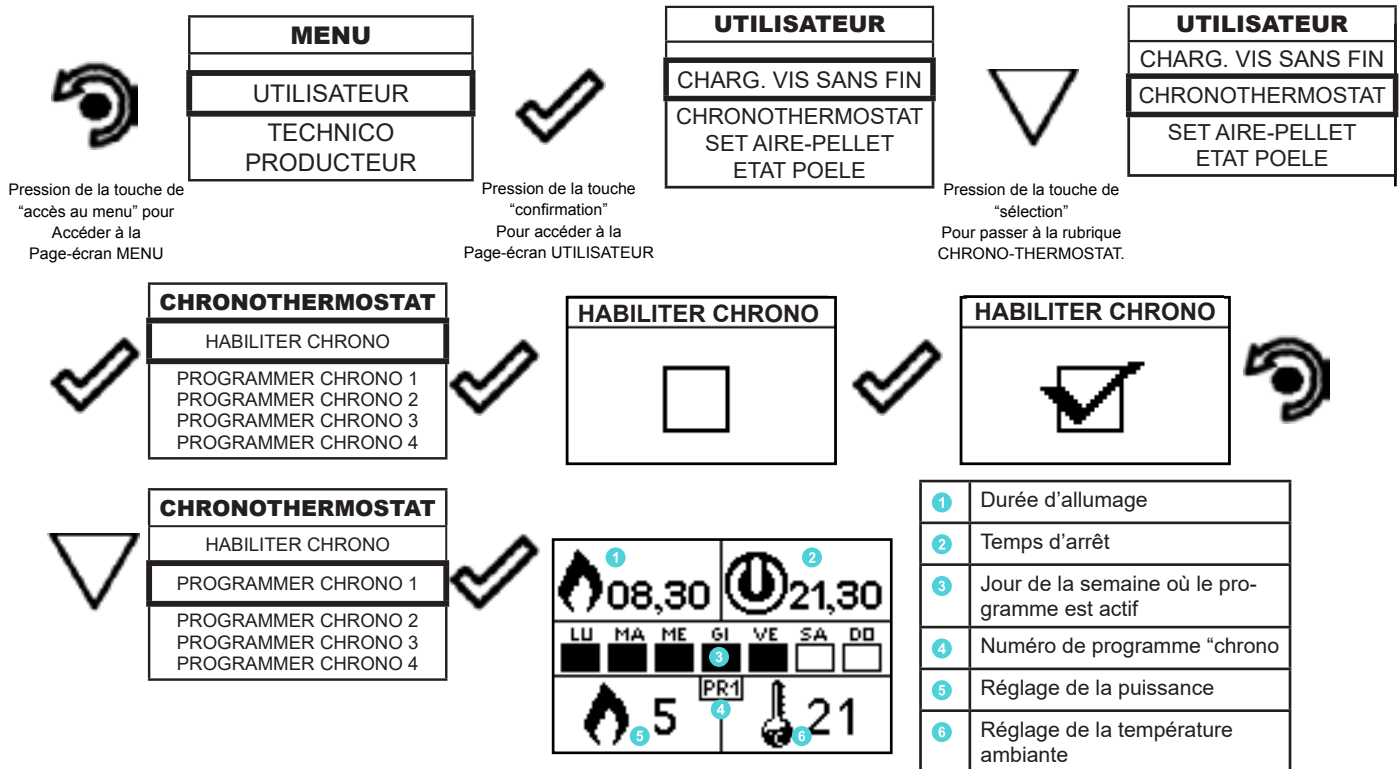 MENU
UTILISATEUR
TECHNICO
PRODUCTEUR
Pression de la touche de
“accès au menu” pour
Accéder à la
Page-écran MENU
UTILISATEUR
CHARG. VIS SANS FIN
CHRONOTHERMOSTAT
SET AIRE-PELLET
ETAT POELE
Pression de la touche
“confirmation”
Pour accéder à la
Page-écran UTILISATEUR
UTILISATEUR
CHARG. VIS SANS FIN
CHRONOTHERMOSTAT
SET AIRE-PELLET
ETAT POELE
Pression de la touche de
“sélection”
Pour passer à la rubrique
CHRONO-THERMOSTAT.
CHRONOTHERMOSTAT
HABILITER CHRONO
PROGRAMMER CHRONO 1
PROGRAMMER CHRONO 2
PROGRAMMER CHRONO 3
PROGRAMMER CHRONO 4
HABILITER CHRONO
HABILITER CHRONO
CHRONOTHERMOSTAT
HABILITER CHRONO
PROGRAMMER CHRONO 1
PROGRAMMER CHRONO 2
PROGRAMMER CHRONO 3
PROGRAMMER CHRONO 4
1 08,30 2 21,30
LU MA ME GI VE SA DO
3
PR1
4
5 5 6 21
1 Durée d’allumage
2 Temps d’arrêt
3 Jour de la semaine où le pro-
gramme est actif
4 Numéro de programme “chrono
5 Réglage de la puissance
6 Réglage de la température
ambiante